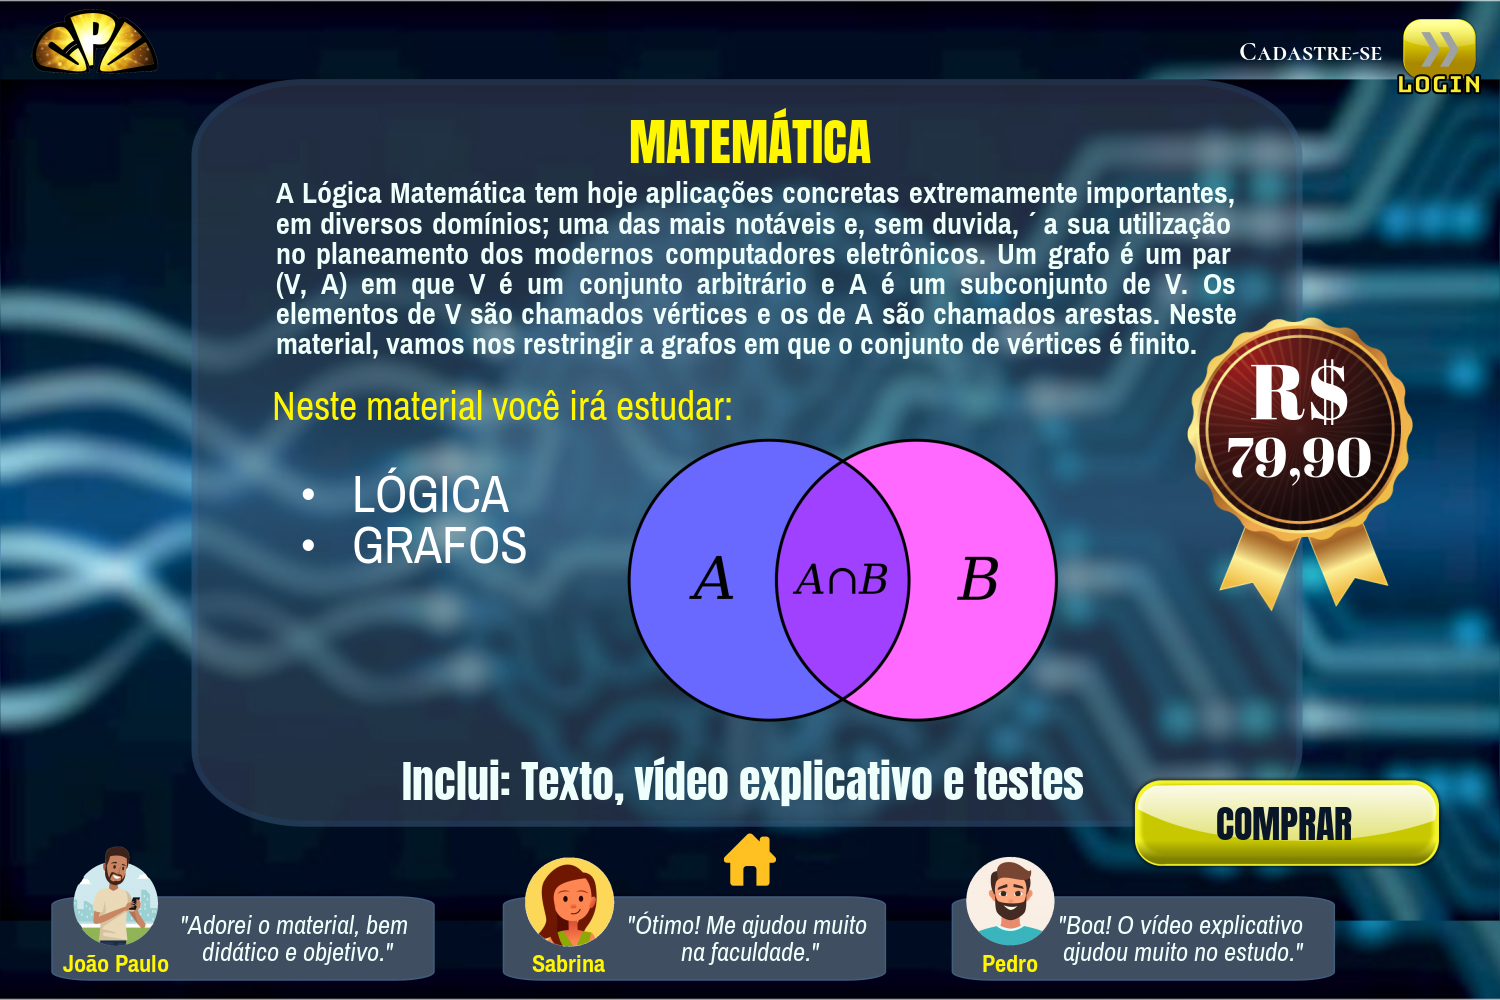 P
CADASTRE-SE
LOGIN
MATEMÁTICA
A Lógica Matemática tem hoje aplicações concretas extremamente importantes,
em diversos domínios; uma das mais notáveis e, sem duvida, ´ a sua utilização
no planeamento dos modernos computadores eletrônicos. Um grafo é um par
(V, A) em que V é um conjunto arbitrário e A é um subconjunto de V. Os
elementos de V são chamados vértices e os de A são chamados arestas. Neste
material, vamos nos restringir a grafos em que o conjunto de vértices é finito.
R$
79,90
Neste material você irá estudar:
• LÓGICA
• GRAFOS
A
A∩B
B
Inclui: Texto, vídeo explicativo e testes
COMPRAR
"Adorei o material, bem
didático e objetivo."
João Paulo
"Ótimo! Me ajudou muito
na faculdade."
Sabrina
"Boa! O vídeo explicativo
ajudou muito no estudo."
Pedro